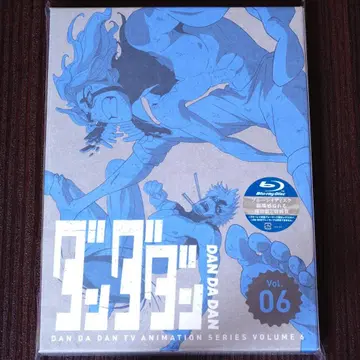 Blu-ray Disc
ダンダダン
DAN DA DAN
Vol.
06
DAN DA DAN TV ANIMATION SERIES VOLUME 6